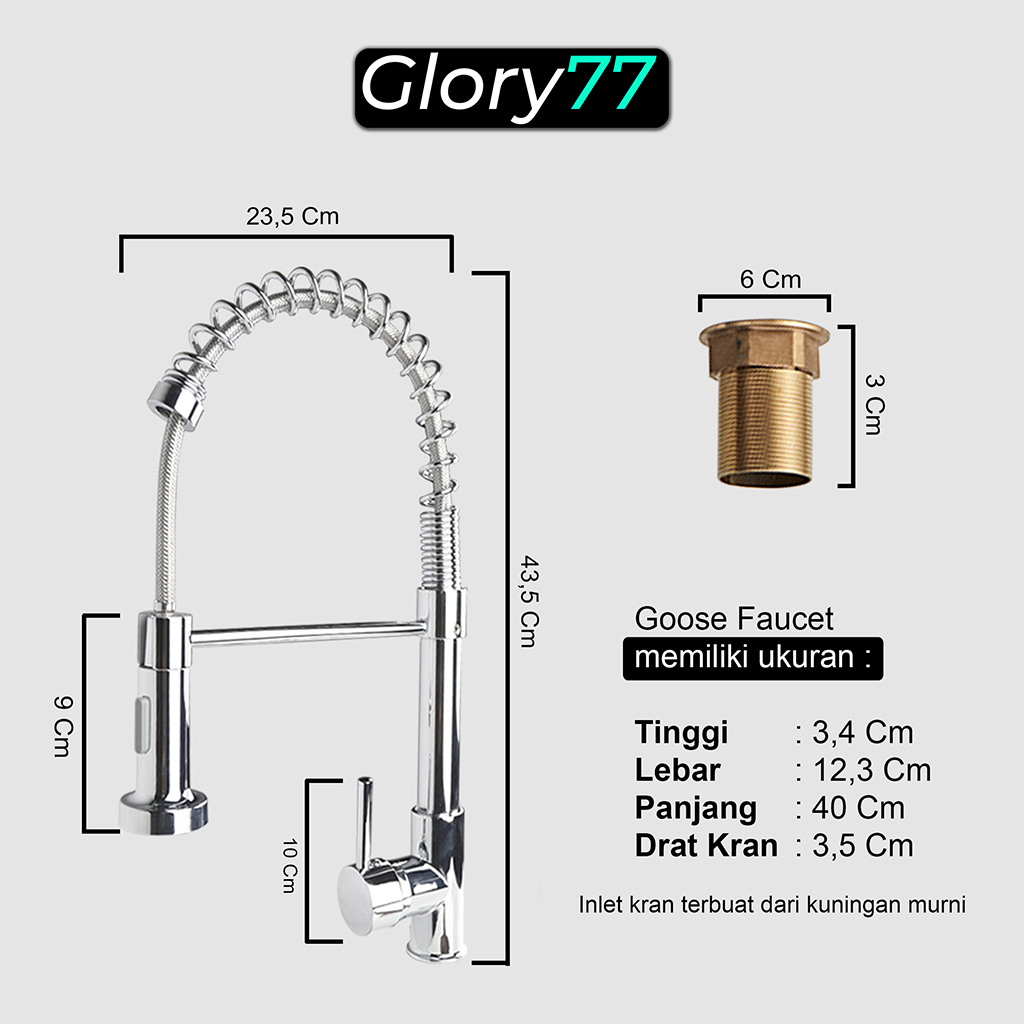 Glory77
23,5 Cm
6 Cm
3 Cm
43,5 Cm
9 Cm
10 Cm
Goose Faucet
memiliki ukuran :
Tinggi : 3,4 Cm
Lebar : 12,3 Cm
Panjang : 40 Cm
Drat Kran : 3,5 Cm
Inlet kran terbuat dari kuningan murni